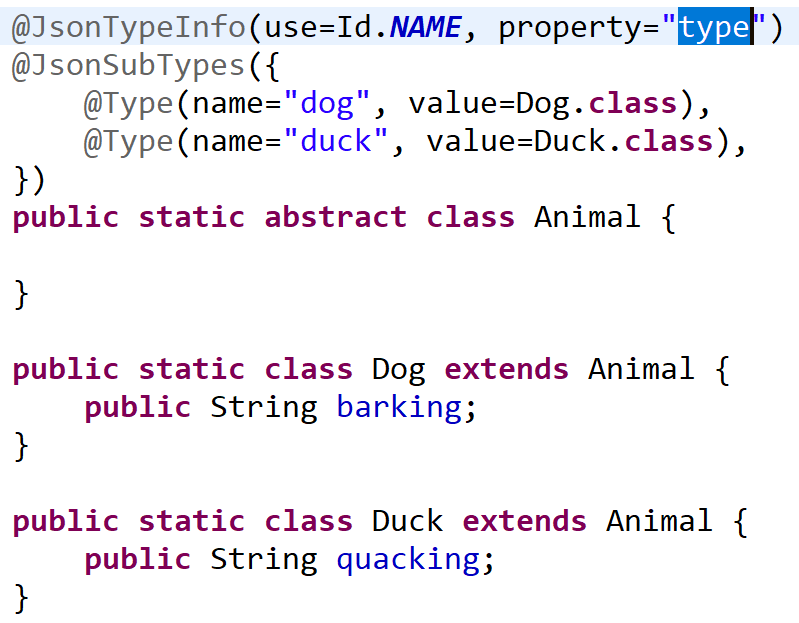 @JsonTypeInfo(use=Id.NAME, property="type")
@JsonSubTypes({
    @Type(name="dog", value=Dog.class),
    @Type(name="duck", value=Duck.class),
})
public static abstract class Animal {

}

public static class Dog extends Animal {
    public String barking;
}

public static class Duck extends Animal {
    public String quacking;
}